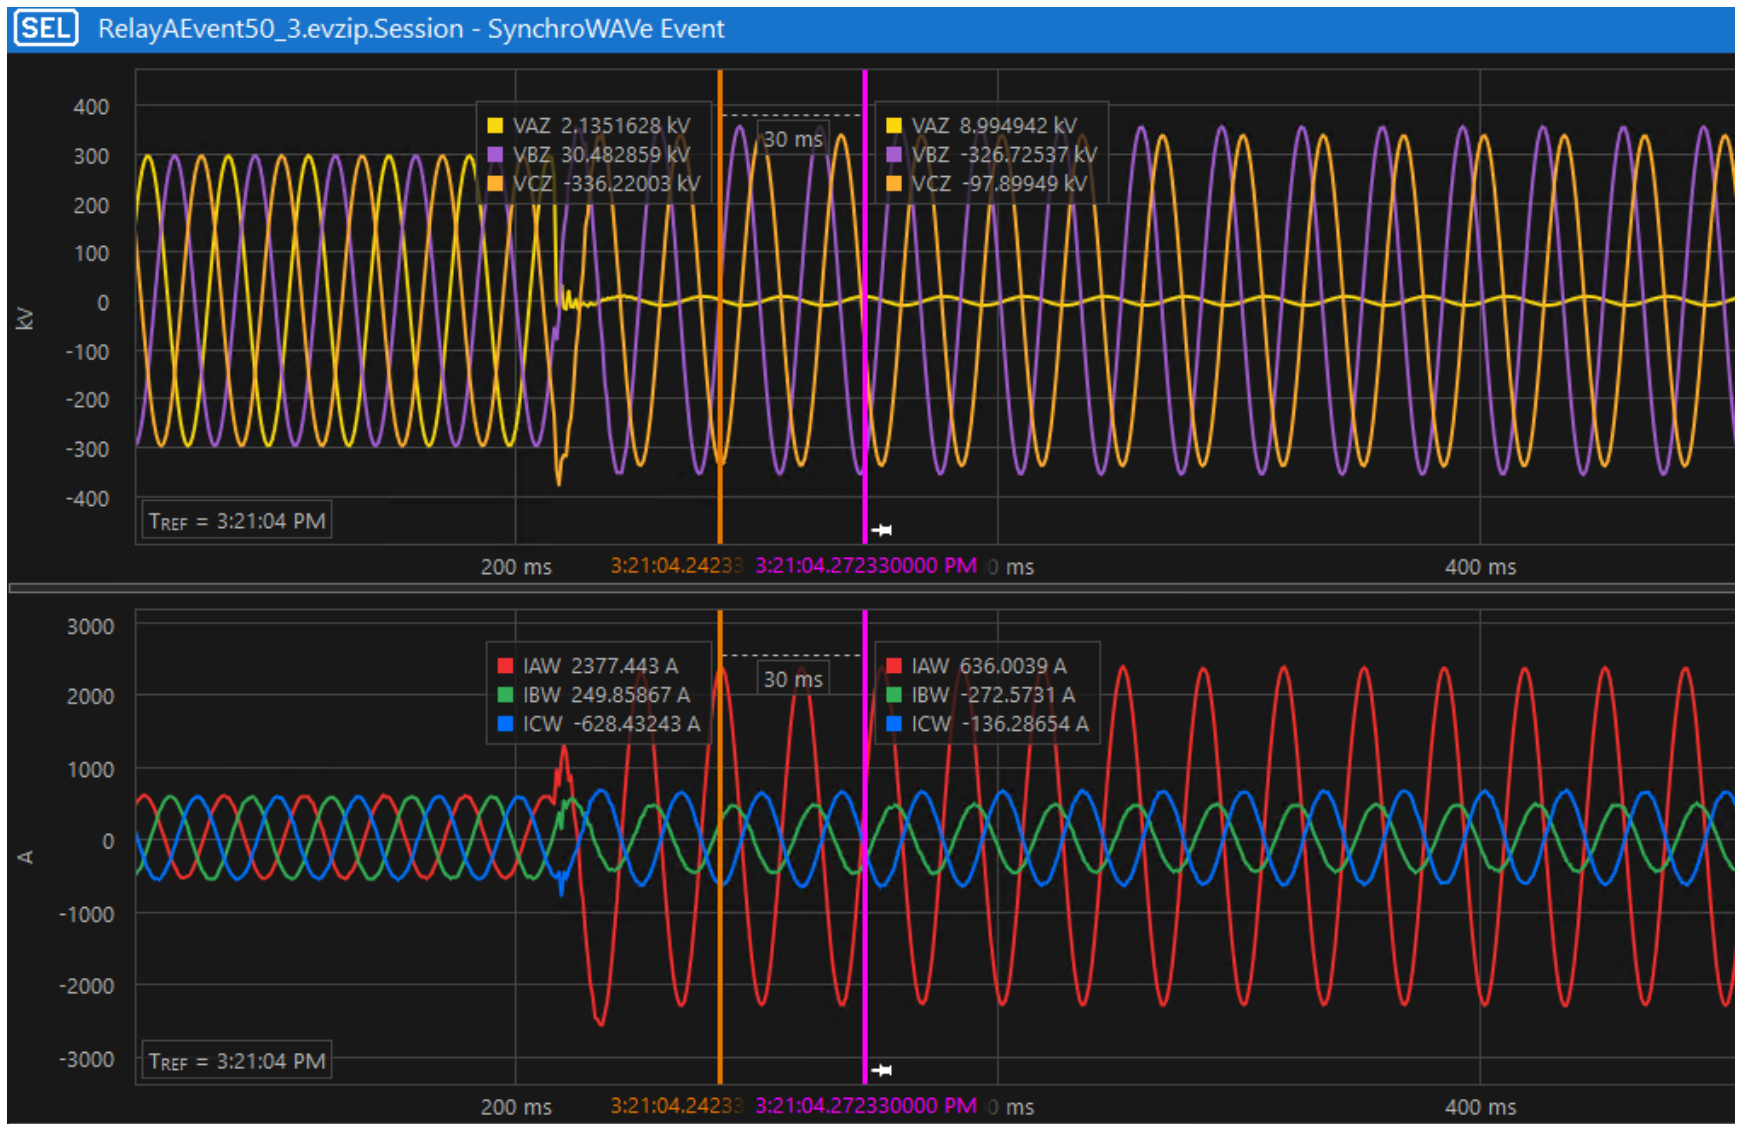 SEL RelayAEvent50_3.evzip.Session - SynchroWAVe Event
400
300
200
100
0
-100
-200
-300
-400
kV
VAZ 2.1351628 kV
VBZ 30.482859 kV
VCZ -336.22003 kV
30 ms
VAZ 8.994942 kV
VBZ -326.72537 kV
VCZ -97.89949 kV
TREF = 3:21:04 PM
200 ms 3:21:04.24233 3:21:04.272330000 PM 0 ms 400 ms
3000
2000
1000
0
-1000
-2000
-3000
A
IAW 2377.443 A
IBW 249.85867 A
ICW -628.43243 A
30 ms
IAW 636.0039 A
IBW -272.5731 A
ICW -136.28654 A
TREF = 3:21:04 PM
200 ms 3:21:04.24233 3:21:04.272330000 PM 0 ms 400 ms